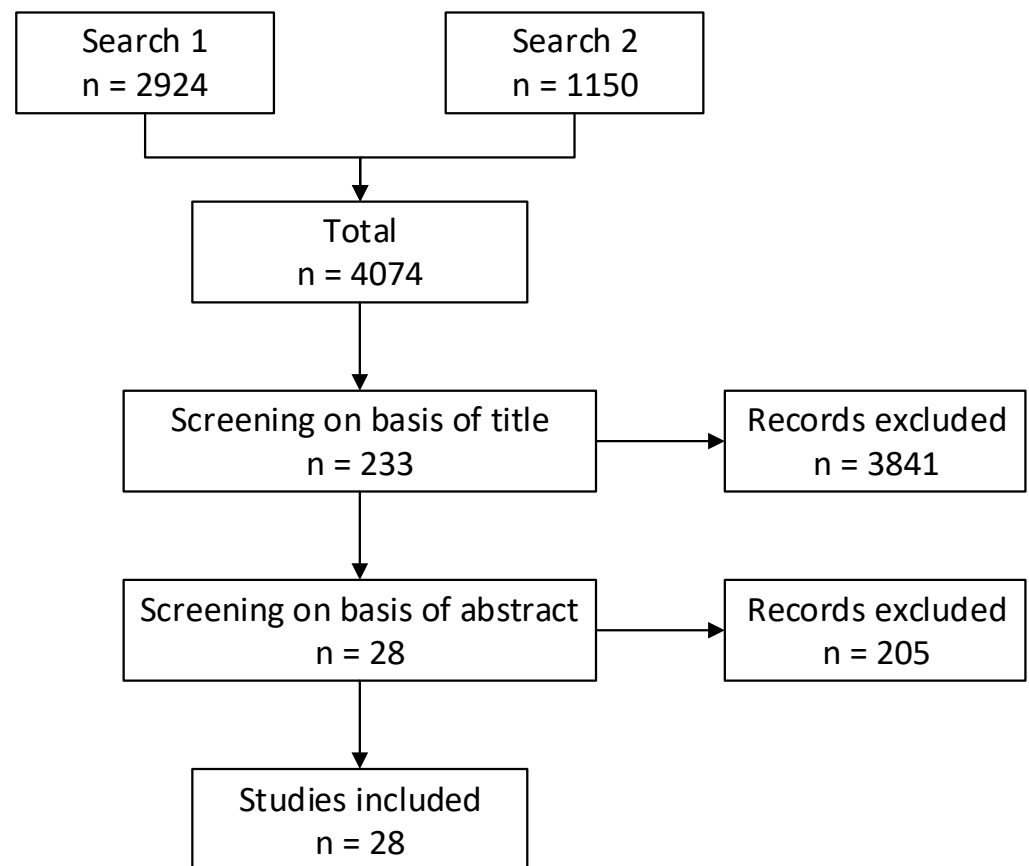 Search 1
n = 2924
Search 2
n = 1150
Total
n = 4074
Screening on basis of title
n = 233
Records excluded
n = 3841
Screening on basis of abstract
n = 28
Records excluded
n = 205
Studies included
n = 28